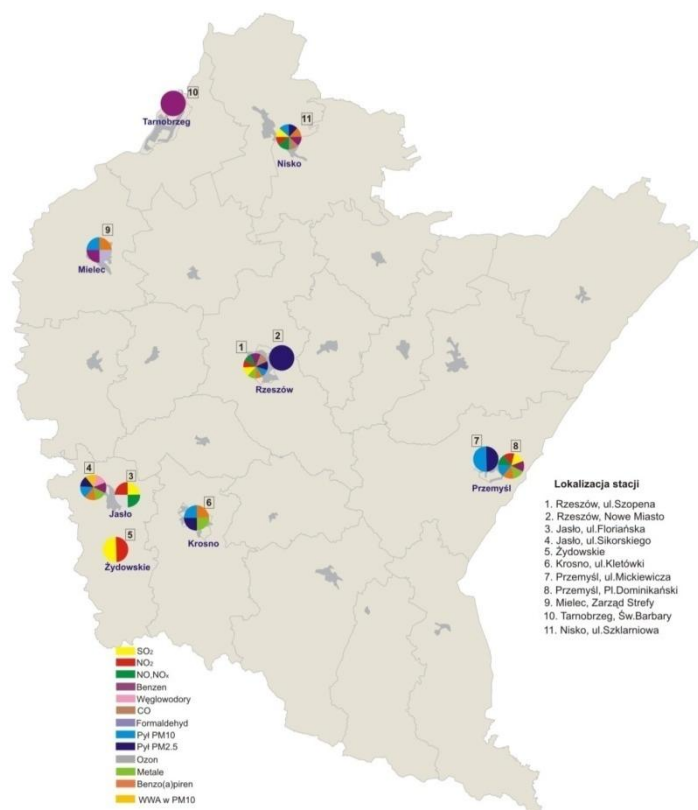 10
Tarnobrzeg
11
Nisko
9
Mielec
2
1
Rzeszów
7
8
Przemyśl
4
3
Jasło
6
Krosno
5
Żydowskie
Lokalizacja stacji
1. Rzeszów, ul.Szopena
2. Rzeszów, Nowe Miasto
3. Jasło, ul.Floriańska
4. Jasło, ul.Sikorskiego
5. Żydowskie
6. Krosno, ul.Kletówki
7. Przemyśl, ul.Mickiewicza
8. Przemyśl, Pl.Dominikański
9. Mielec, Zarząd Strefy
10. Tarnobrzeg, Św.Barbary
11. Nisko, ul.Szklarniowa
SO₂
NO₂
NO,NOₓ
Benzen
Węglowodory
CO
Formaldehyd
Pył PM10
Pył PM2.5
Ozon
Metale
Benzo(a)piren
WWA w PM10